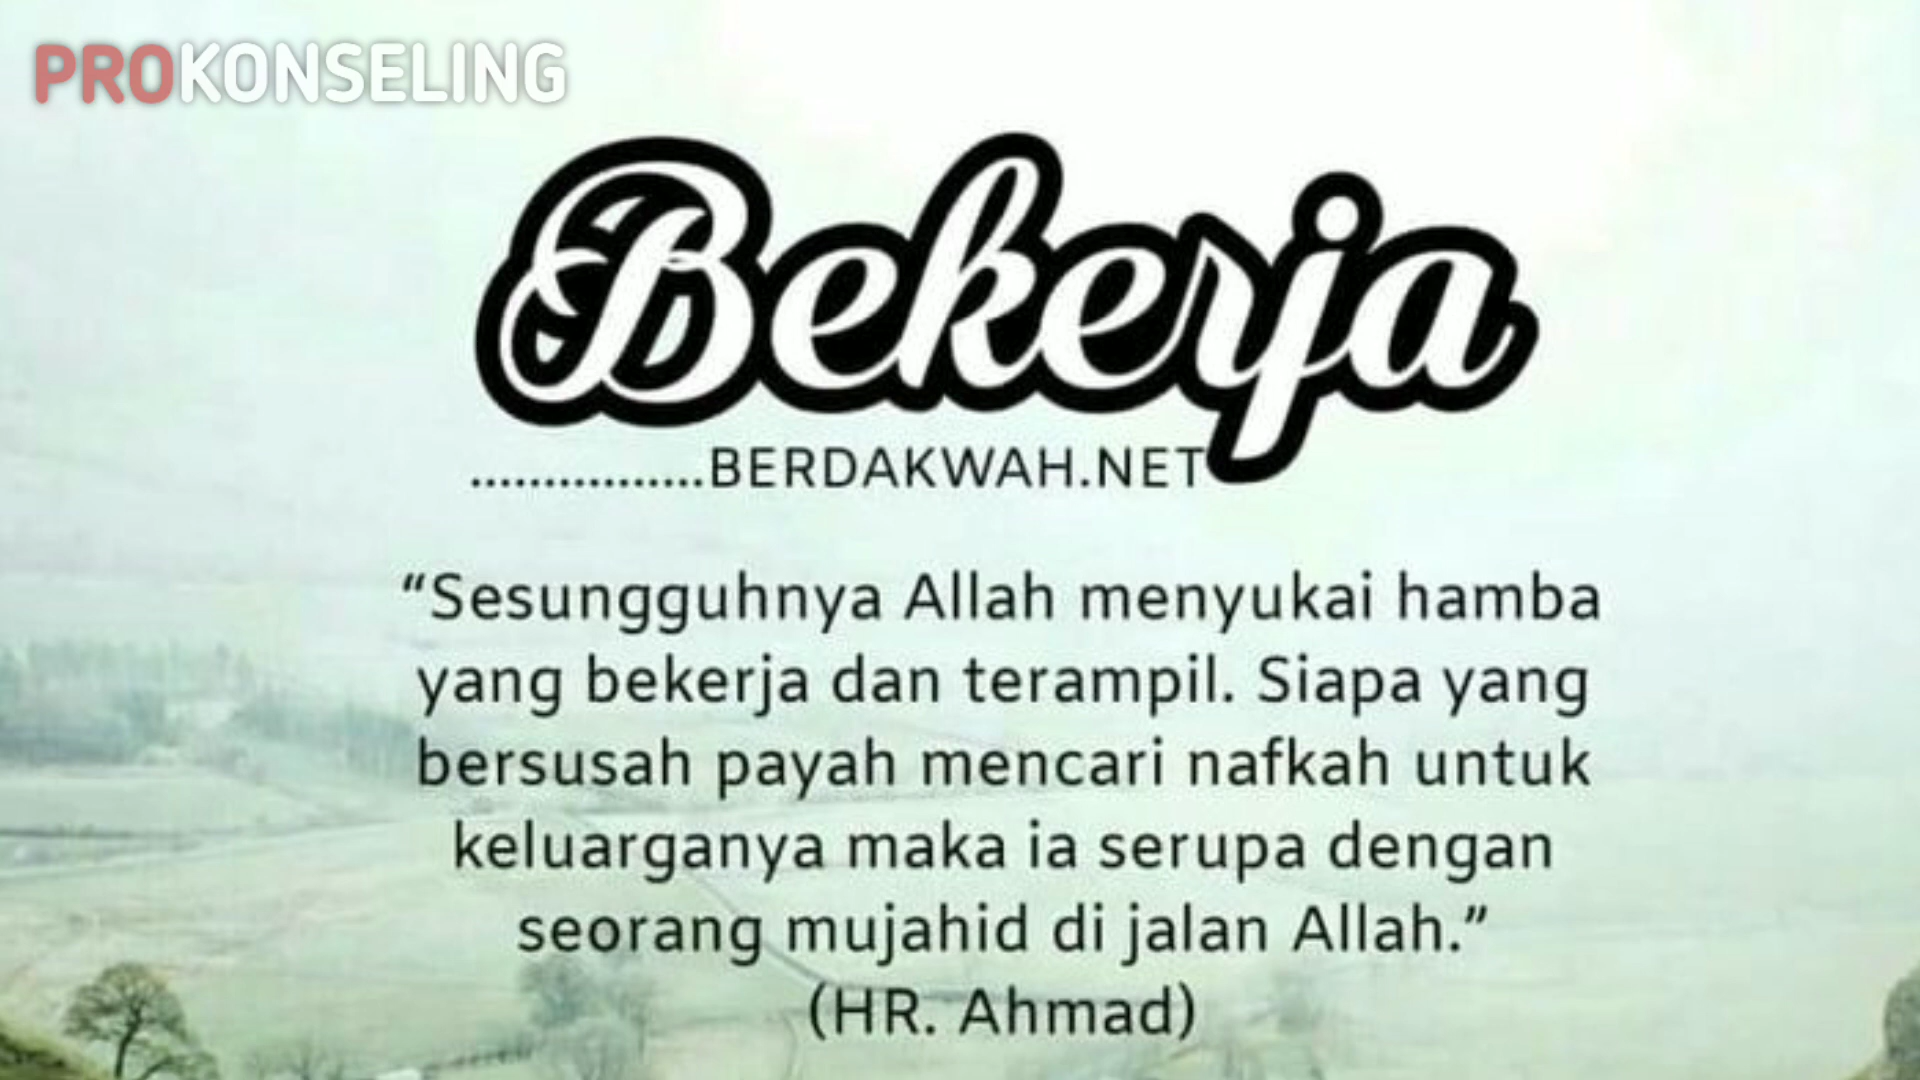 PROKONSELING
Bekerja
................BERDAKWAH.NET
“Sesungguhnya Allah menyukai hamba
yang bekerja dan terampil. Siapa yang
bersusah payah mencari nafkah untuk
keluarganya maka ia serupa dengan
seorang mujahid di jalan Allah.”
(HR. Ahmad)